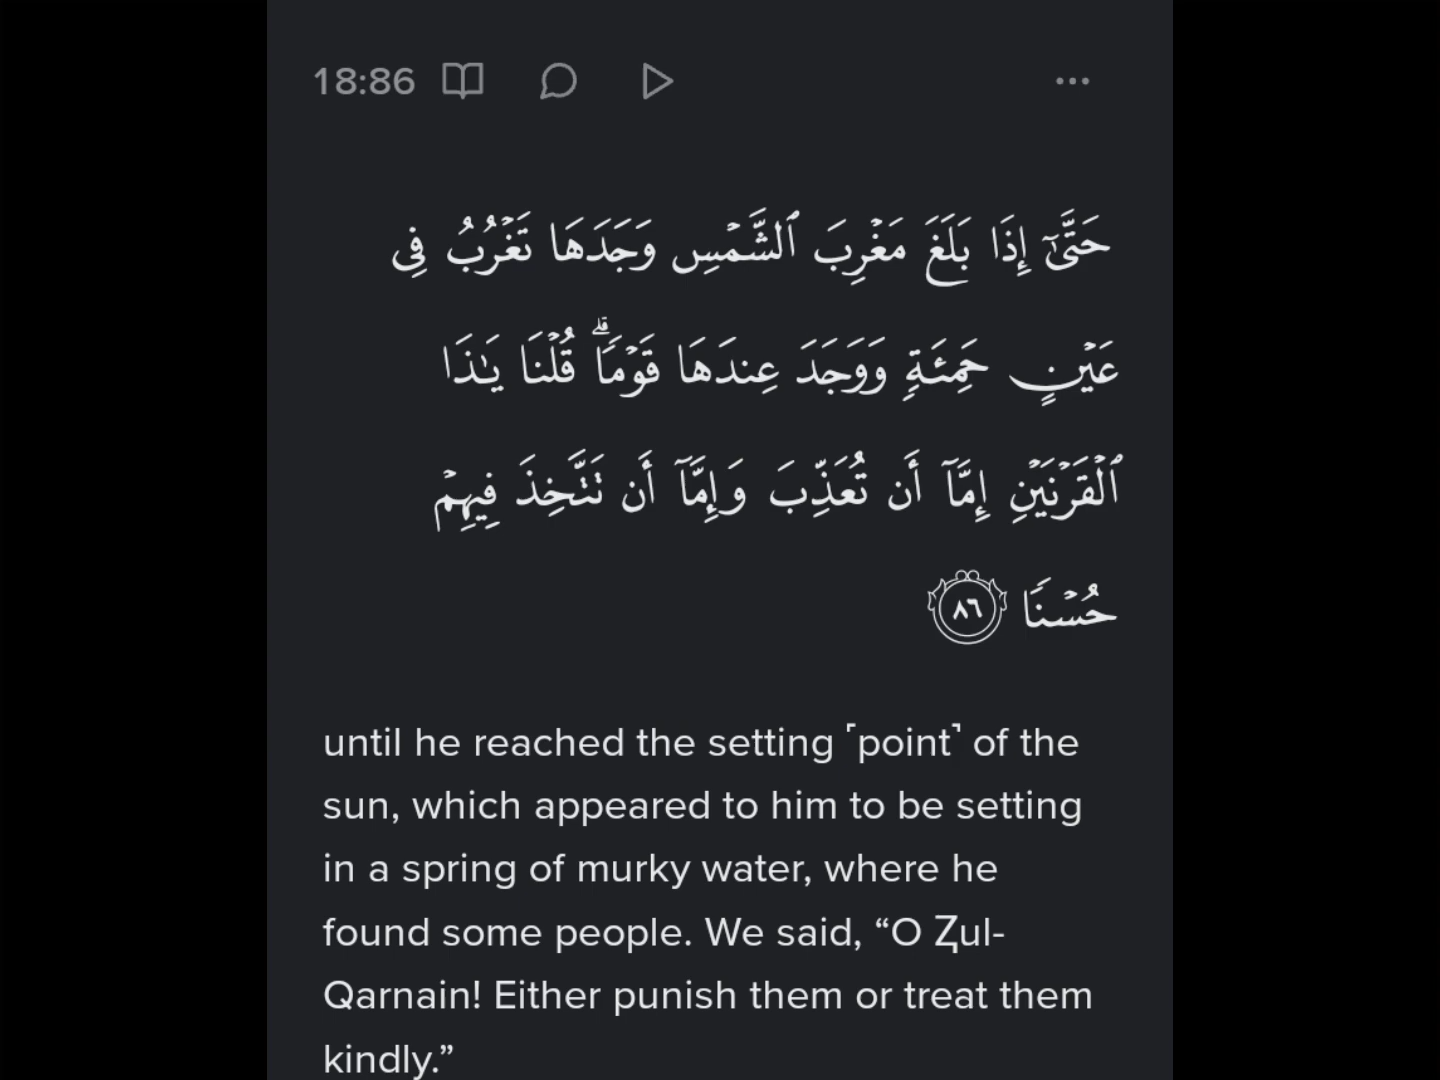 18:86
حَتَّىٰٓ إِذَا بَلَغَ مَغْرِبَ ٱلشَّمْسِ وَجَدَهَا تَغْرُبُ فِى
عَيْنٍ حَمِئَةٍ وَوَجَدَ عِندَهَا قَوْمًا ۗ قُلْنَا يَـٰذَا
ٱلْقَرْنَيْنِ إِمَّآ أَن تُعَذِّبَ وَإِمَّآ أَن تَتَّخِذَ فِيهِمْ
حُسْنًا ٨٦
until he reached the setting ˹point˺ of the
sun, which appeared to him to be setting
in a spring of murky water, where he
found some people. We said, “O Ⱬul-
Qarnain! Either punish them or treat them
kindly.”